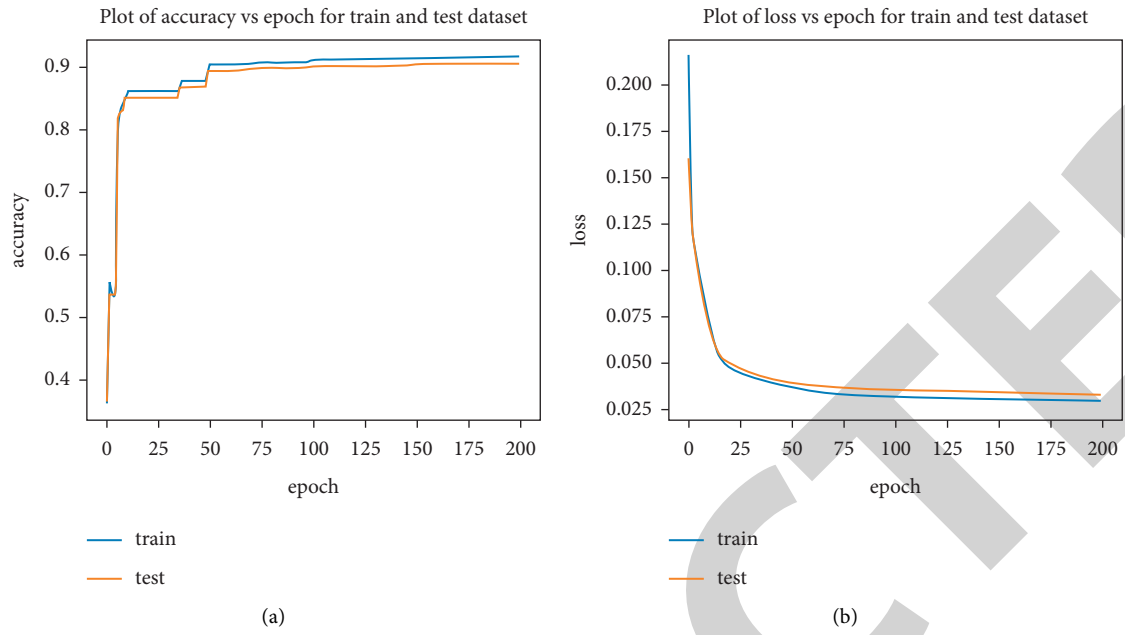 Plot of accuracy vs epoch for train and test dataset
0.9
0.8
0.7
0.6
0.5
0.4
accuracy
0 25 50 75 100 125 150 175 200
epoch
train
test
(a)
Plot of loss vs epoch for train and test dataset
0.200
0.175
0.150
0.125
0.100
0.075
0.050
0.025
loss
0 25 50 75 100 125 150 175 200
epoch
train
test
(b)
CTE